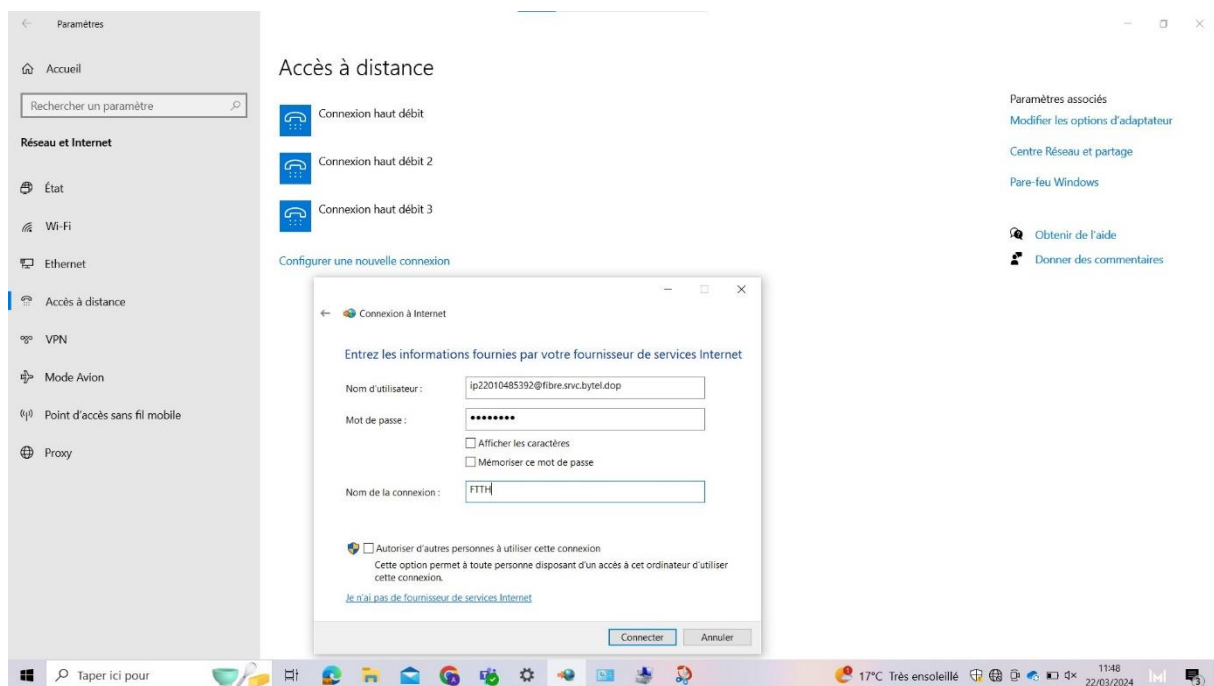 Paramètres
Accueil
Rechercher un paramètre
Réseau et Internet
État
Wi-Fi
Ethernet
Accès à distance
VPN
Mode Avion
Point d'accès sans fil mobile
Proxy
Accès à distance
Connexion haut débit
Connexion haut débit 2
Connexion haut débit 3
Configurer une nouvelle connexion
Paramètres associés
Modifier les options d'adaptateur
Centre Réseau et partage
Pare-feu Windows
Obtenir de l'aide
Donner des commentaires
Connexion à Internet
Entrez les informations fournies par votre fournisseur de services Internet
Nom d'utilisateur : ip22010485392@fibre.srvc.bytel.dop
Mot de passe : ••••••••
Afficher les caractères
Mémoriser ce mot de passe
Nom de la connexion : FTTH
Autoriser d'autres personnes à utiliser cette connexion
Cette option permet à toute personne disposant d'un accès à cet ordinateur d'utiliser
cette connexion.
Je n'ai pas de fournisseur de services Internet
Connecter Annuler
Taper ici pour
17°C Très ensoleillé
11:48
22/03/2024
3